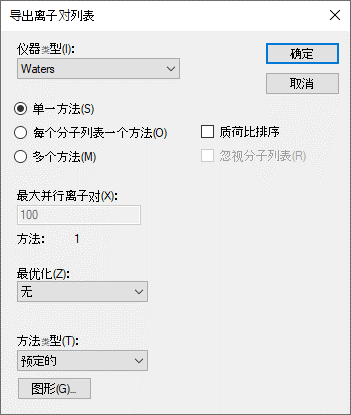 导出离子对列表
仪器类型(I):
Waters
确定
取消
单一方法(S)
每个分子列表一个方法(O)
质荷比排序
多个方法(M)
忽视分子列表(R)
最大并行离子对(X):
100
方法: 1
最优化(Z):
无
方法类型(T):
预定的
图形(G)...